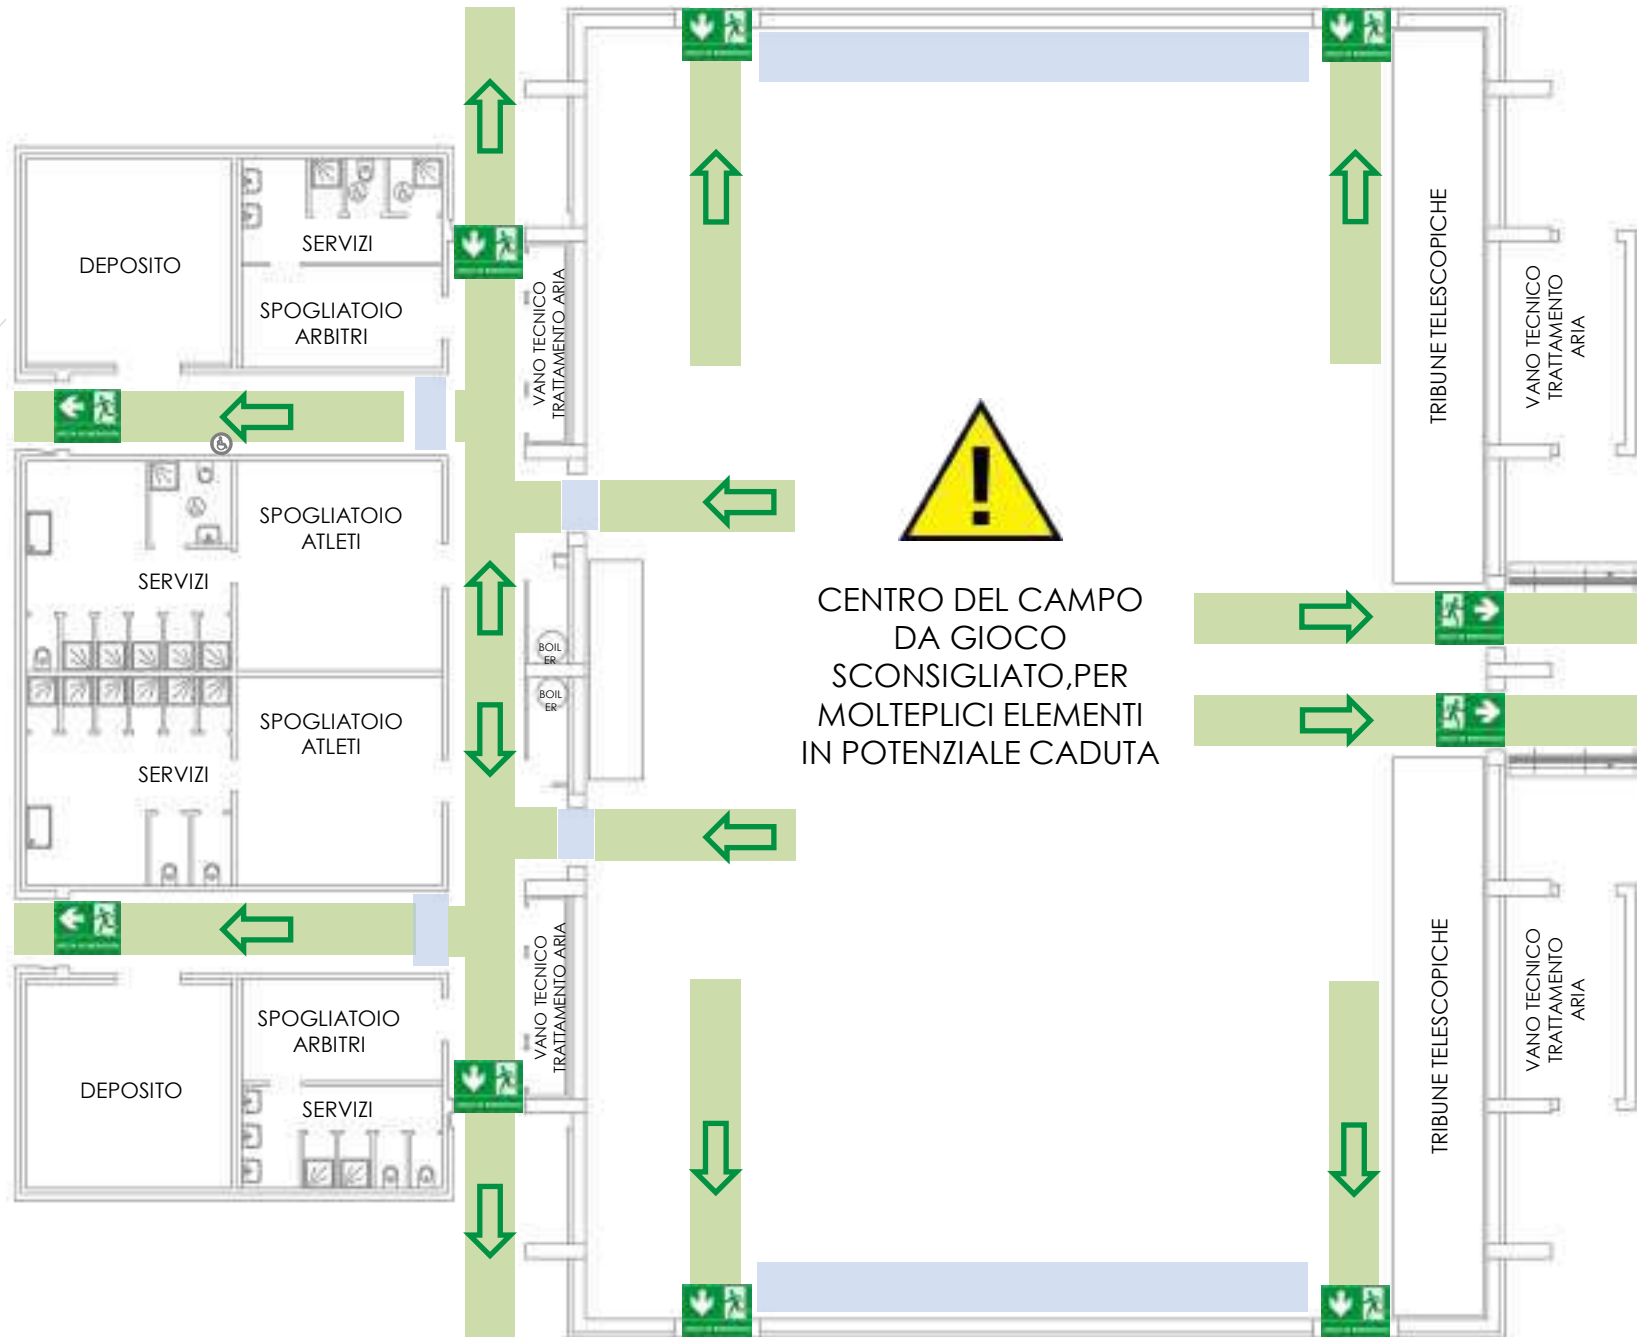 DEPOSITO
SERVIZI
SPOGLIATOIO
ARBITRI
VANO TECNICO
TRATTAMENTO ARIA
TRIBUNE TELESCOPICHE
VANO TECNICO
TRATTAMENTO
ARIA
SPOGLIATOIO
ATLETI
SERVIZI
BOIL
ER
BOIL
ER
CENTRO DEL CAMPO
DA GIOCO
SCONSIGLIATO,PER
MOLTEPLICI ELEMENTI
IN POTENZIALE CADUTA
SPOGLIATOIO
ATLETI
SERVIZI
VANO TECNICO
TRATTAMENTO ARIA
TRIBUNE TELESCOPICHE
VANO TECNICO
TRATTAMENTO
ARIA
SPOGLIATOIO
ARBITRI
DEPOSITO
SERVIZI